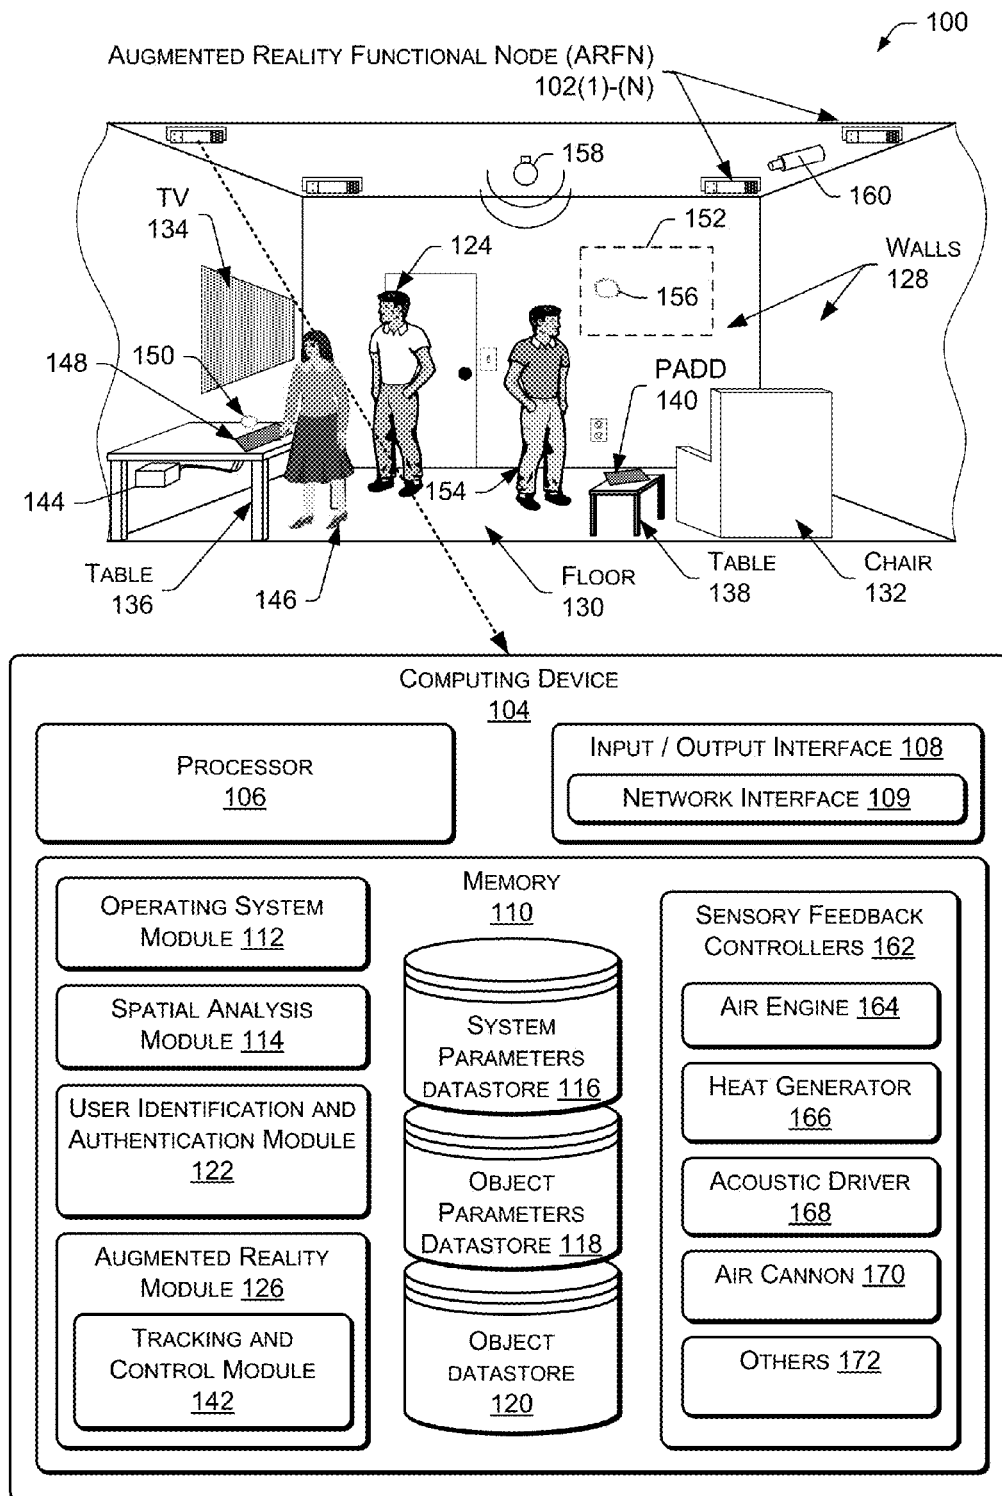 100
AUGMENTED REALITY FUNCTIONAL NODE (ARFN)
102(1)-(N)
158
160
TV
134
124
152
WALLS
128
156
148
150
PADD
140
144
154
TABLE
136
146
FLOOR
130
TABLE
138
CHAIR
132
COMPUTING DEVICE
104
PROCESSOR
106
INPUT / OUTPUT INTERFACE 108
NETWORK INTERFACE 109
MEMORY
110
OPERATING SYSTEM
MODULE 112
SPATIAL ANALYSIS
MODULE 114
USER IDENTIFICATION AND
AUTHENTICATION MODULE
122
AUGMENTED REALITY
MODULE 126
TRACKING AND
CONTROL MODULE
142
SYSTEM
PARAMETERS
DATASTORE 116
OBJECT
PARAMETERS
DATASTORE 118
OBJECT
DATASTORE
120
SENSORY FEEDBACK
CONTROLLERS 162
AIR ENGINE 164
HEAT GENERATOR
166
ACOUSTIC DRIVER
168
AIR CANNON 170
OTHERS 172